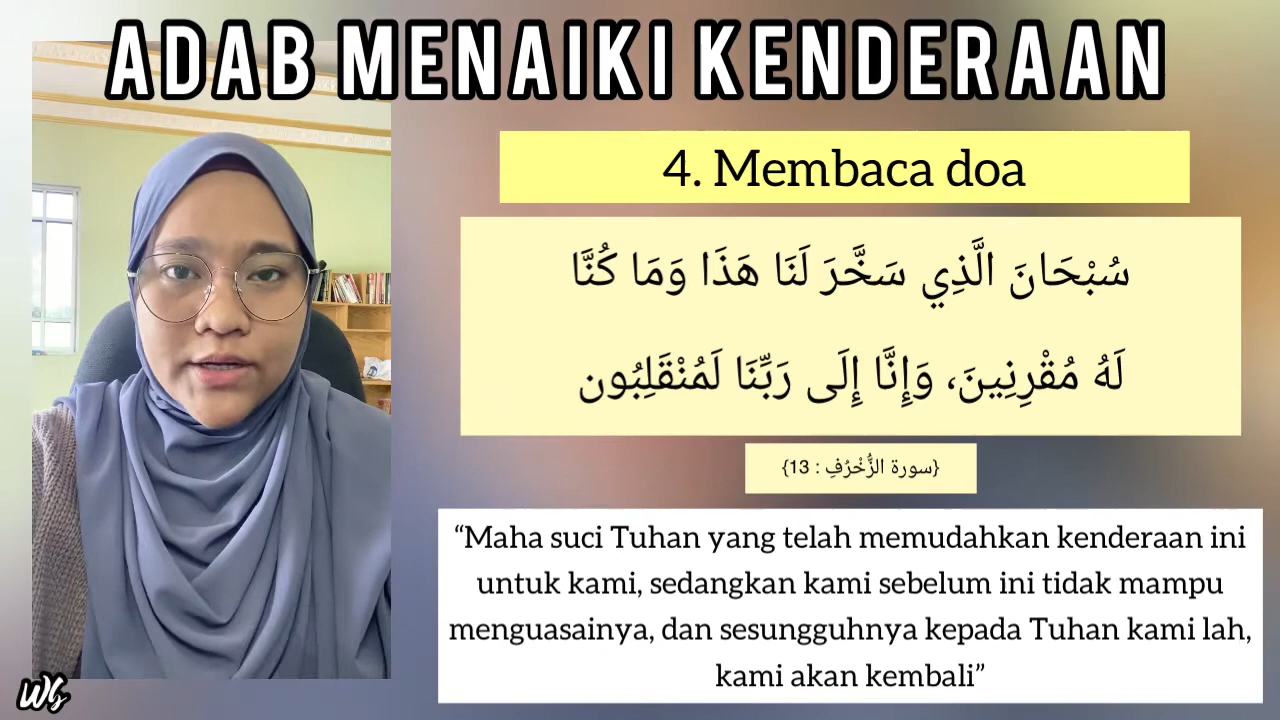 ADAB MENAIKI KENDERAAN
4. Membaca doa
سُبْحَانَ الَّذِي سَخَّرَ لَنَا هَذَا وَمَا كُنَّا
لَهُ مُقْرِنِينَ، وَإِنَّا إِلَى رَبِّنَا لَمُنْقَلِبُون
{سورة الزُّخْرُفِ : 13}
“Maha suci Tuhan yang telah memudahkan kenderaan ini
untuk kami, sedangkan kami sebelum ini tidak mampu
menguasainya, dan sesungguhnya kepada Tuhan kami lah,
kami akan kembali”